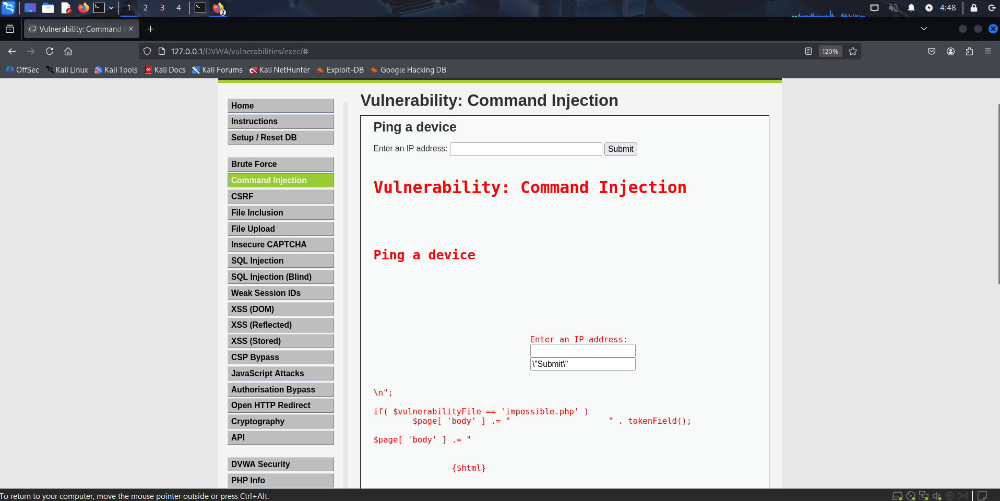 1 2 3 4 2 4:48
Vulnerability: Command I
127.0.0.1/DVWA/vulnerabilities/exec/# 120%
OffSec Kali Linux Kali Tools Kali Docs Kali Forums Kali NetHunter Exploit-DB Google Hacking DB
Home
Instructions
Setup / Reset DB
Brute Force
Command Injection
CSRF
File Inclusion
File Upload
Insecure CAPTCHA
SQL Injection
SQL Injection (Blind)
Weak Session IDs
XSS (DOM)
XSS (Reflected)
XSS (Stored)
CSP Bypass
JavaScript Attacks
Authorisation Bypass
Open HTTP Redirect
Cryptography
API
DVWA Security
PHP Info
Vulnerability: Command Injection
Ping a device
Enter an IP address: Submit
Vulnerability: Command Injection
Ping a device
Enter an IP address:
\"Submit\"
\n";
if( $vulnerabilityFile == 'impossible.php' )
$page[ 'body' ] .= " " . tokenField();
$page[ 'body' ] .= "
{$html}
To return to your computer, move the mouse pointer outside or press Ctrl+Alt.